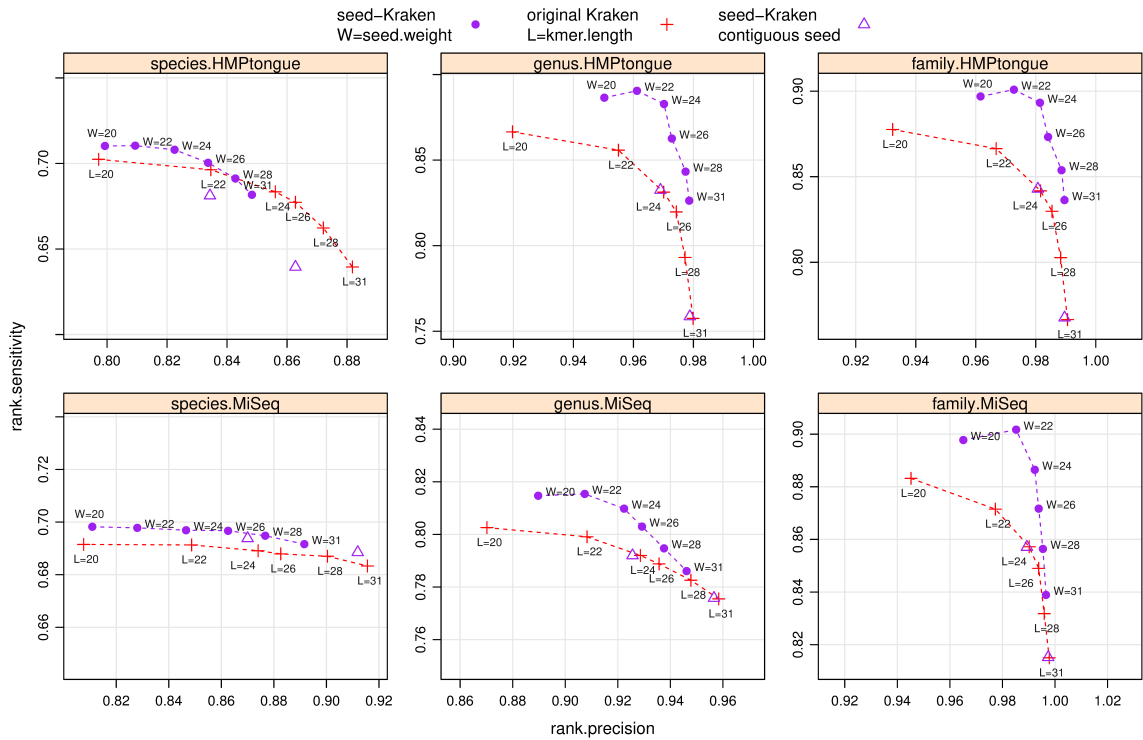 seed−Kraken
W=seed.weight
original Kraken
L=kmer.length
seed−Kraken
contiguous seed
rank.sensitivity
species.HMPtongue
0.70
0.65
W=20
W=22
W=24
W=26
W=28
W=31
L=20
L=22
L=24
L=26
L=28
L=31
0.80 0.82 0.84 0.86 0.88
genus.HMPtongue
0.85
0.80
0.75
W=20
W=22
W=24
W=26
W=28
W=31
L=20
L=22
L=24
L=26
L=28
L=31
0.90 0.92 0.94 0.96 0.98 1.00
family.HMPtongue
0.90
0.85
0.80
W=20
W=22
W=24
W=26
W=28
W=31
L=20
L=22
L=24
L=26
L=28
L=31
0.92 0.94 0.96 0.98 1.00
species.MiSeq
0.72
0.70
0.68
0.66
W=20
W=22
W=24
W=26
W=28
W=31
L=20
L=22
L=24
L=26
L=28
L=31
0.82 0.84 0.86 0.88 0.90 0.92
genus.MiSeq
0.84
0.82
0.80
0.78
0.76
W=20
W=22
W=24
W=26
W=28
W=31
L=20
L=22
L=24
L=26
L=28
L=31
0.86 0.88 0.90 0.92 0.94 0.96
family.MiSeq
0.90
0.88
0.86
0.84
0.82
W=20
W=22
W=24
W=26
W=28
W=31
L=20
L=22
L=24
L=26
L=28
L=31
0.92 0.94 0.96 0.98 1.00 1.02
rank.precision